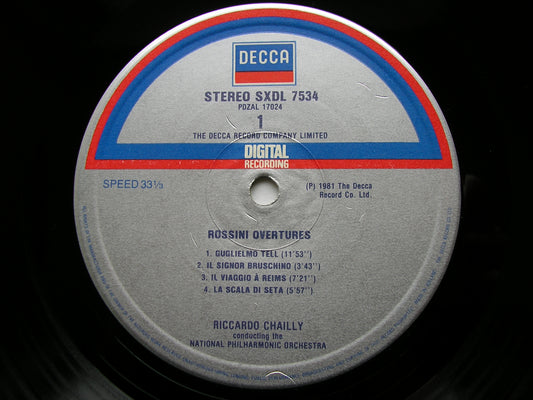 DECCA
STEREO SXDL 7534
PDZAL 17024
1
THE DECCA RECORD COMPANY LIMITED
DIGITAL
RECORDING
SPEED 33⅓
(P) 1981 The Decca
Record Co. Ltd.
ROSSINI OVERTURES
1. GUGLIELMO TELL (11'53'')
2. IL SIGNOR BRUSCHINO (3'43'')
3. IL VIAGGIO À REIMS (7'21'')
4. LA SCALA DI SETA (5'57'')
RICCARDO CHAILLY
conducting the
NATIONAL PHILHARMONIC ORCHESTRA